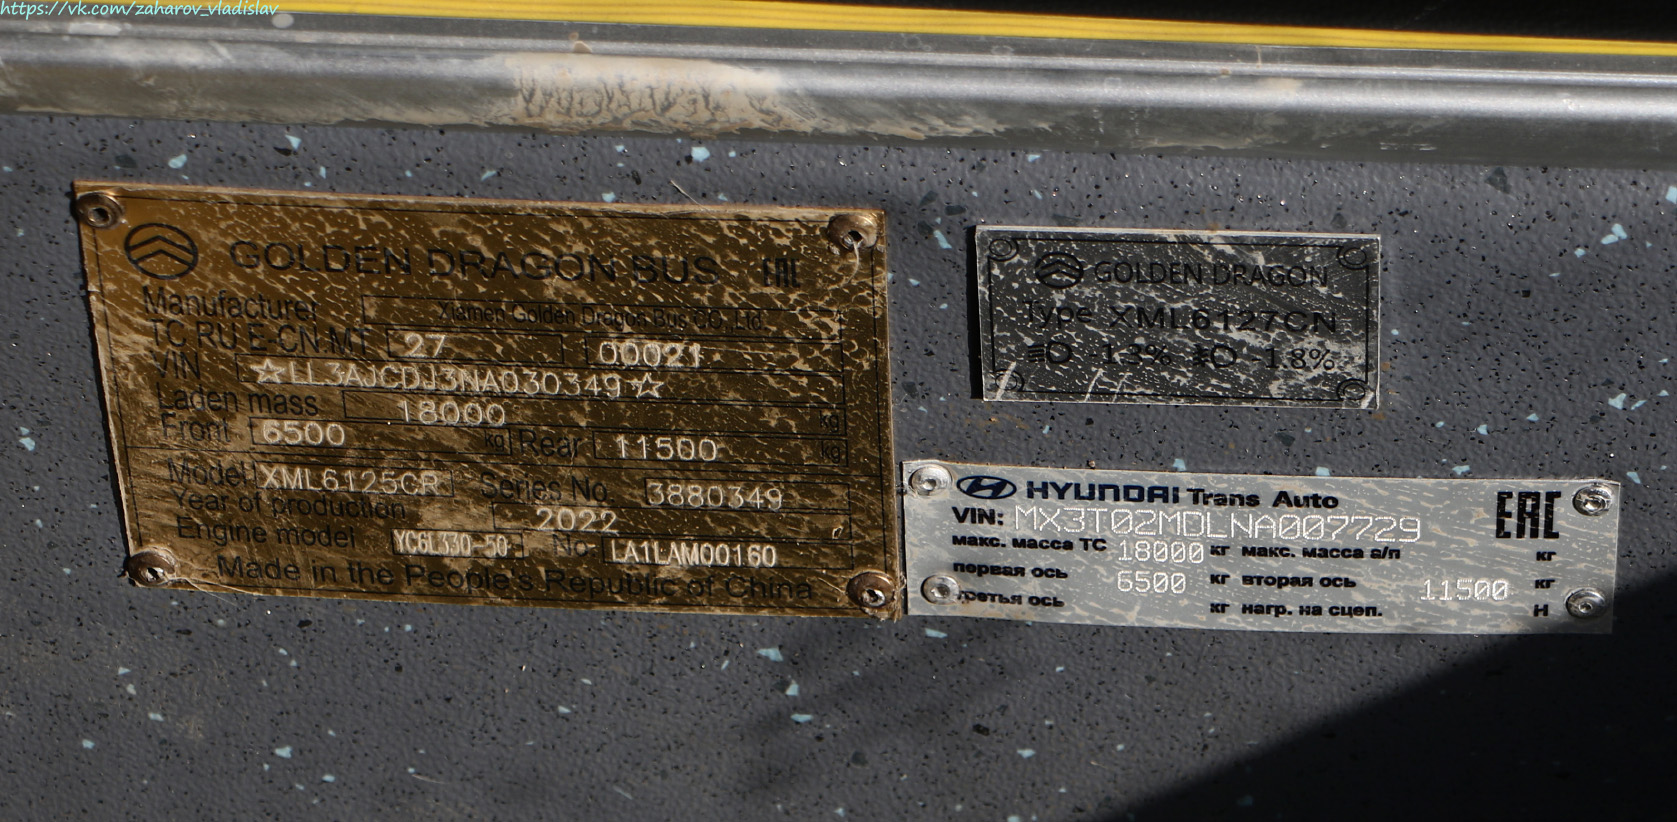 https://vk.com/zaharov_vladislav
GOLDEN DRAGON BUS EAC
Manufacturer Xiamen Golden Dragon Bus CO.,Ltd.
TC RU E-CN.MT 27 00021
VIN ☆LL3AJCDJ3NA030349☆
Laden mass 18000 kg
Front 6500 kg Rear 11500 kg
Model XML6125CR Series No. 3880349
Year of production 2022
Engine model YC6L330-50 No. LA1LAM00160
Made in the People's Republic of China
GOLDEN DRAGON
Type XML6127CN
1.3% 1.8%
HYUNDAI Trans Auto EAC
VIN: MX3T02MDLNA007729
макс. масса ТС 18000 кг макс. масса а/п кг
первая ось 6500 кг вторая ось 11500 кг
третья ось кг нагр. на сцеп. Н